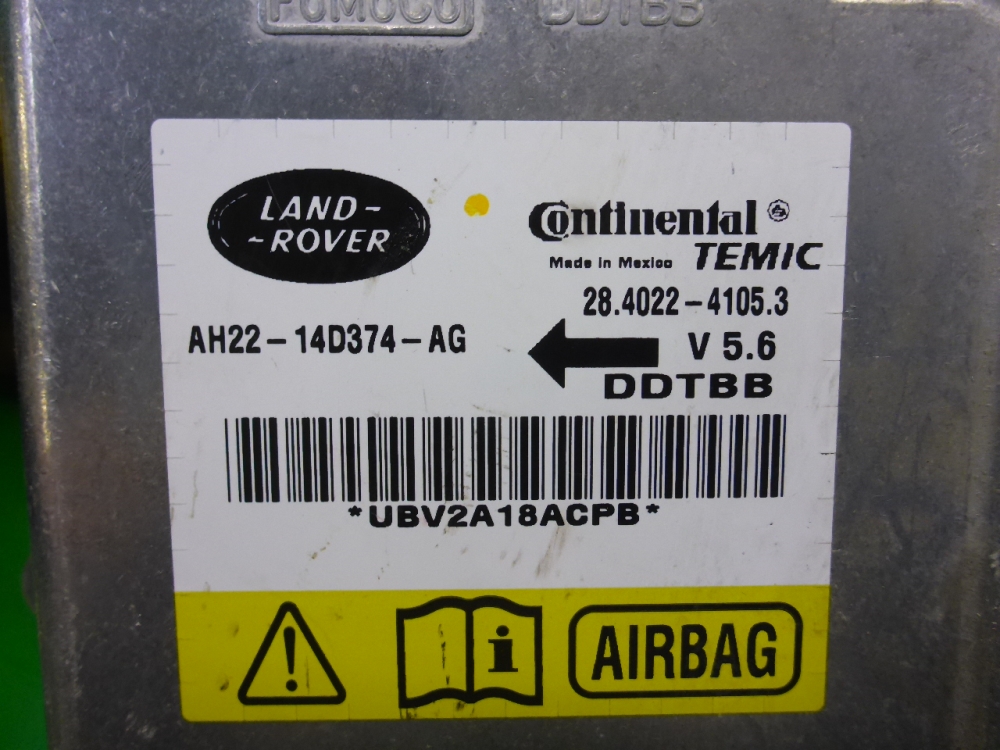 FoMoCo DDTBB
LAND-
-ROVER
Continental
Made in Mexico TEMIC
28.4022-4105.3
AH22-14D374-AG
V 5.6
DDTBB
*UBV2A18ACPB*
i
AIRBAG